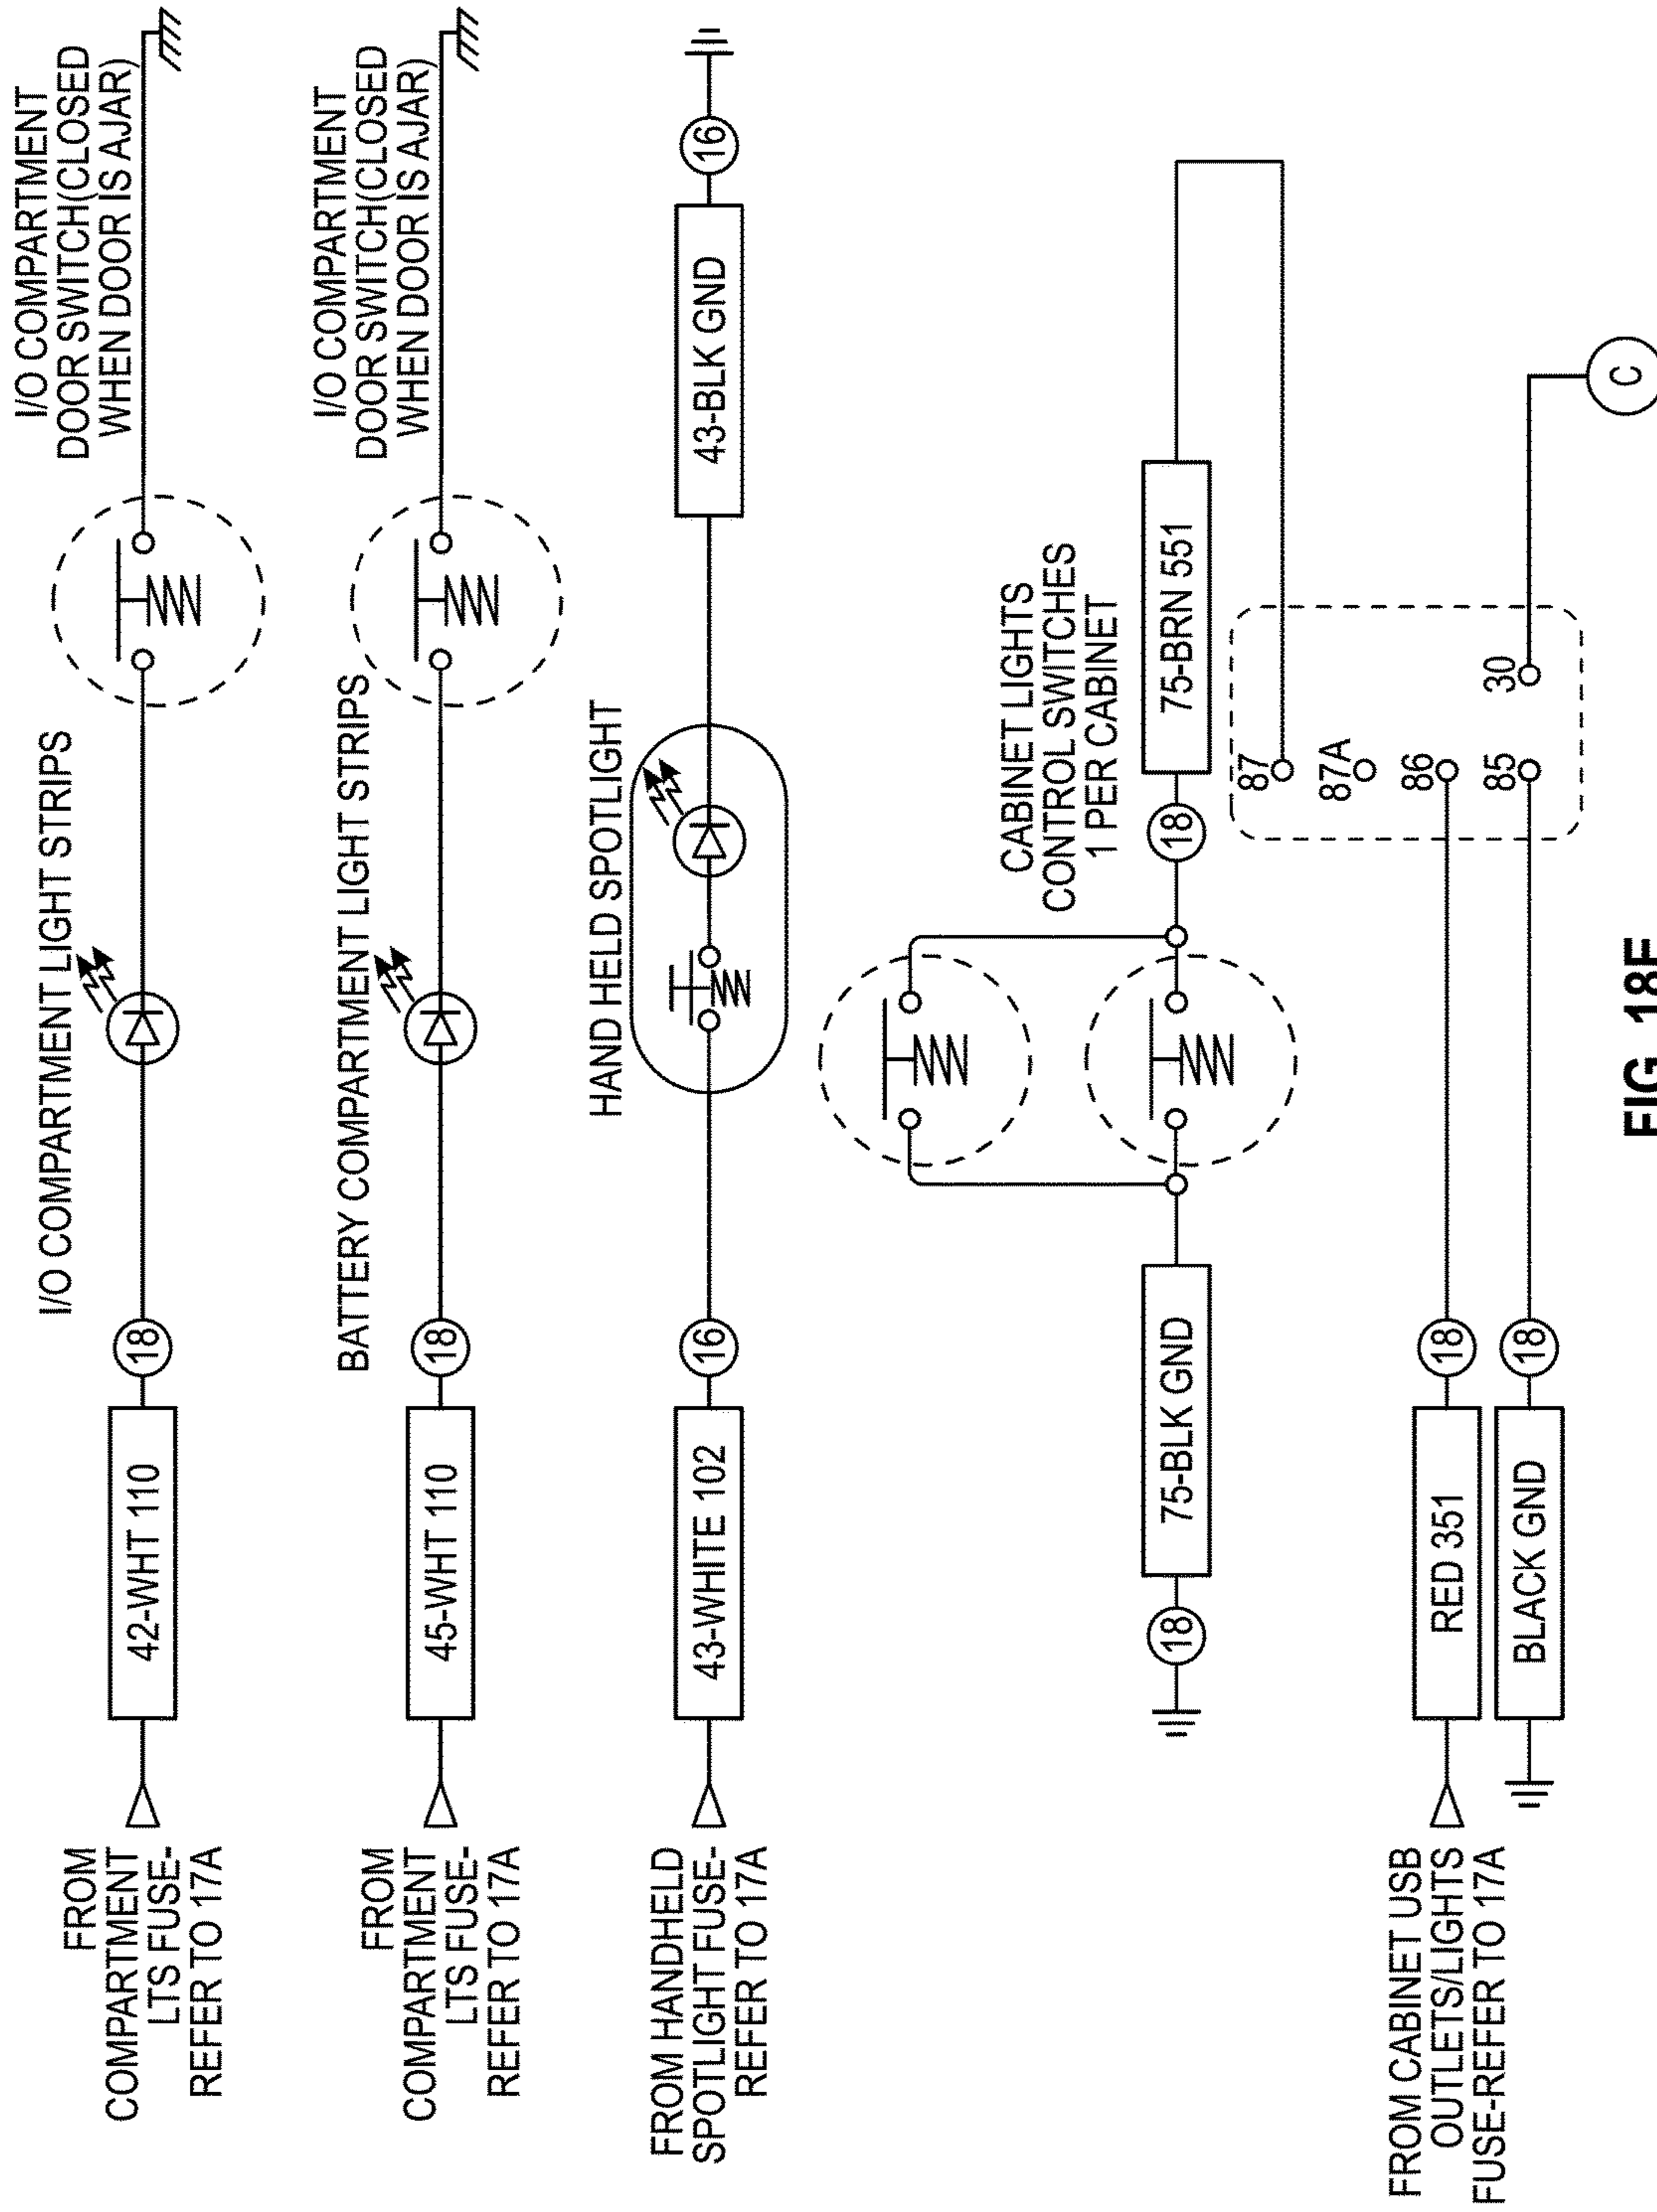 I/O COMPARTMENT LIGHT STRIPS
I/O COMPARTMENT
DOOR SWITCH(CLOSED
WHEN DOOR IS AJAR)
FROM
COMPARTMENT
LTS FUSE-
REFER TO 17A
42-WHT 110
18
BATTERY COMPARTMENT LIGHT STRIPS
I/O COMPARTMENT
DOOR SWITCH(CLOSED
WHEN DOOR IS AJAR)
FROM
COMPARTMENT
LTS FUSE-
REFER TO 17A
45-WHT 110
18
HAND HELD SPOTLIGHT
FROM HANDHELD
SPOTLIGHT FUSE-
REFER TO 17A
43-WHITE 102
16
43-BLK GND
16
CABINET LIGHTS
CONTROL SWITCHES
1 PER CABINET
18
75-BLK GND
18
75-BRN 551
87
87A
86
85
30
FROM CABINET USB
OUTLETS/LIGHTS
FUSE-REFER TO 17A
RED 351
18
BLACK GND
18
C
FIG